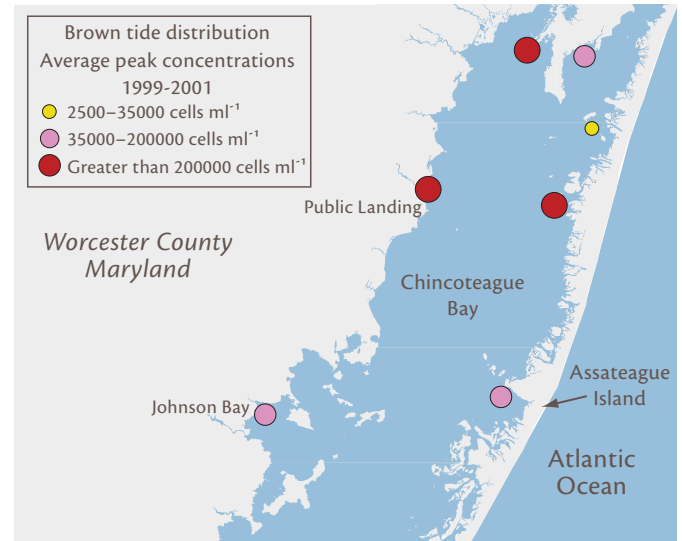 Brown tide distribution
Average peak concentrations
1999-2001
2500–35000 cells ml⁻¹
35000–200000 cells ml⁻¹
Greater than 200000 cells ml⁻¹
Public Landing
Worcester County
Maryland
Chincoteague
Bay
Assateague
Island
Johnson Bay
Atlantic
Ocean